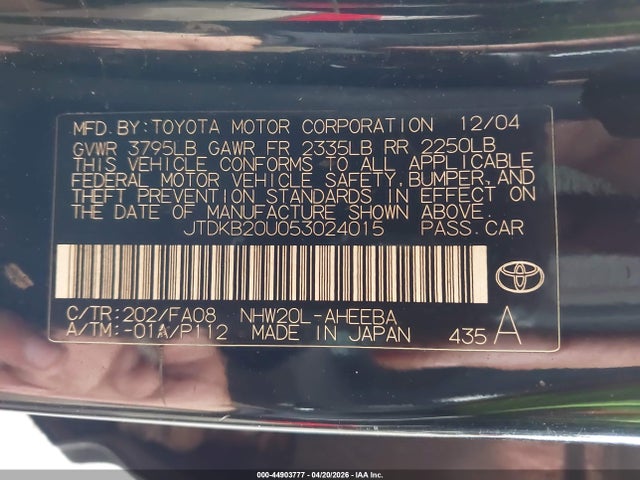 MFD.BY:TOYOTA MOTOR CORPORATION 12/04
GVWR 3795LB GAWR FR 2335LB RR 2250LB
THIS VEHICLE CONFORMS TO ALL APPLICABLE
FEDERAL MOTOR VEHICLE SAFETY,BUMPER,AND
THEFT PREVENTION STANDARDS IN EFFECT ON
THE DATE OF MANUFACTURE SHOWN ABOVE.
JTDKB20U053024015 PASS.CAR
C/TR:202/FA08 NHW20L-AHEEBA
A/TM:-01A/P112 MADE IN JAPAN 435 A
000-44903777 - 04/20/2026 - IAA Inc.